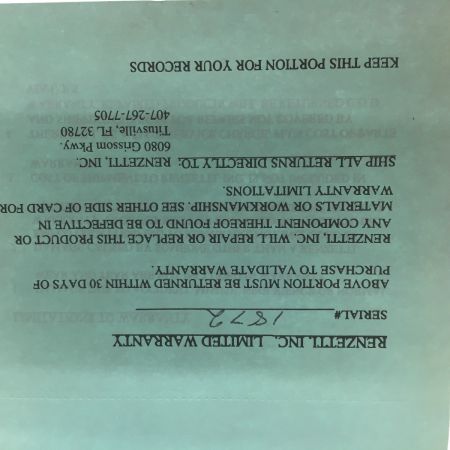 RENZETTI, INC. LIMITED WARRANTY
SERIAL# 1872
ABOVE PORTION MUST BE RETURNED WITHIN 30 DAYS OF
PURCHASE TO VALIDATE WARRANTY.
RENZETTI, INC. WILL REPAIR OR REPLACE THIS PRODUCT OR
ANY COMPONENT THEREOF FOUND TO BE DEFECTIVE IN
MATERIALS OR WORKMANSHIP. SEE OTHER SIDE OF CARD FOR
WARRANTY LIMITATIONS.
SHIP ALL RETURNS DIRECTLY TO: RENZETTI, INC.
6080 Grissom Pkwy.
Titusville, FL 32780
407-267-7705
KEEP THIS PORTION FOR YOUR RECORDS